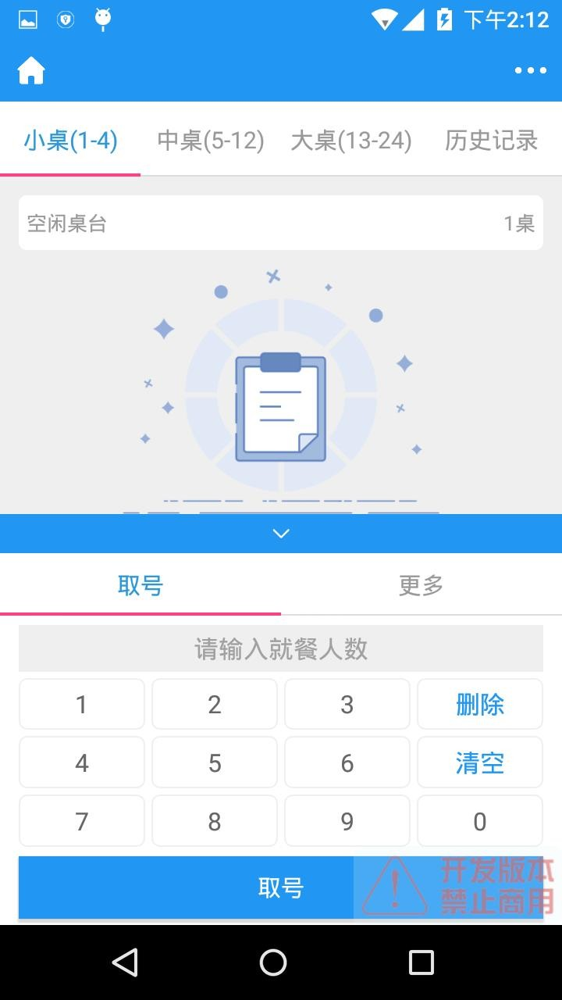 下午2:12
小桌(1-4) 中桌(5-12) 大桌(13-24) 历史记录
空闲桌台 1桌
取号 更多
请输入就餐人数
1 2 3 删除
4 5 6 清空
7 8 9 0
取号
开发版本
禁止商用